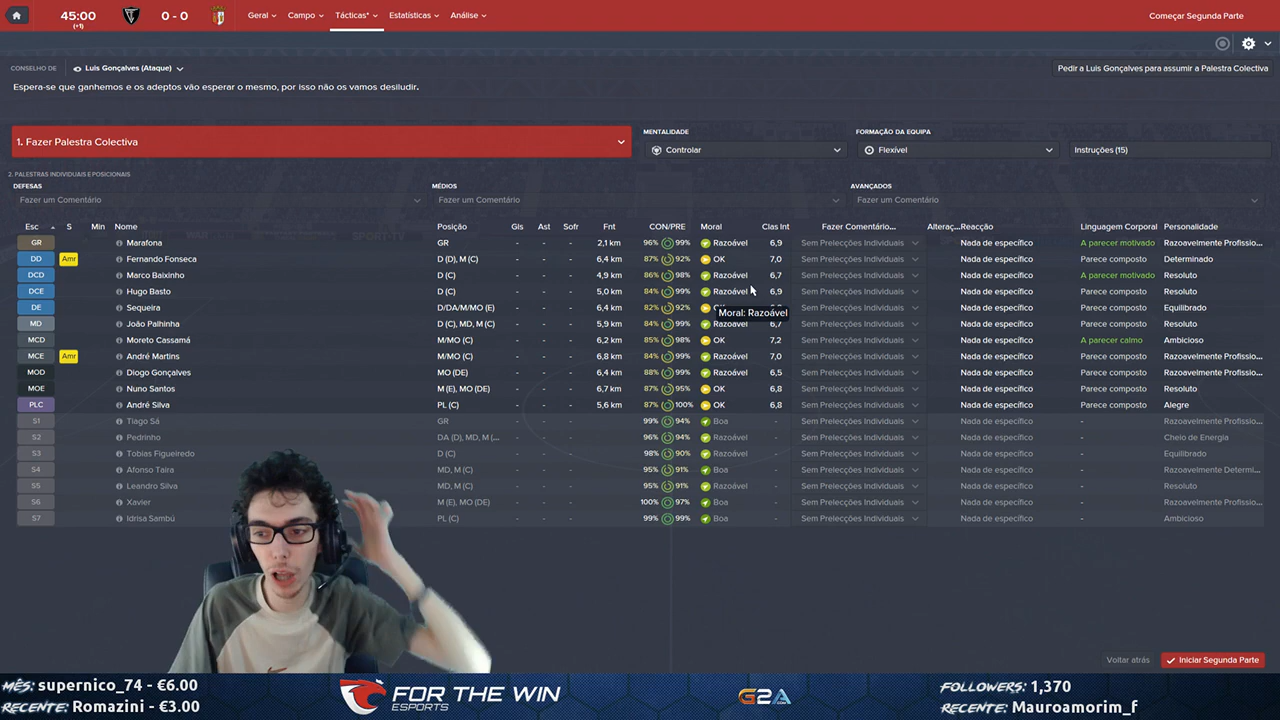 45:00
(+1)
0 - 0
Geral
Campo
Tácticas*
Estatísticas
Análise
Começar Segunda Parte
CONSELHO DE
Luis Gonçalves (Ataque)
Pedir a Luis Gonçalves para assumir a Palestra Colectiva
Espera-se que ganhemos e os adeptos vão esperar o mesmo, por isso não os vamos desiludir.
1. Fazer Palestra Colectiva
MENTALIDADE
Controlar
FORMAÇÃO DA EQUIPA
Flexível
Instruções (15)
2. PALESTRAS INDIVIDUAIS E POSICIONAIS
DEFESAS MÉDIOS AVANÇADOS
Fazer um Comentário Fazer um Comentário Fazer um Comentário
Esc S Min Nome Posição Gls Ast Sofr Fnt CON/PRE Moral Clas Int Fazer Comentário... Alteraç... Reacção Linguagem Corporal Personalidade
GR Marafona GR - - - 2,1 km 96% 99% Razoável 6,9 Sem Prelecções Individuais Nada de específico A parecer motivado Razoavelmente Profissio...
DD Amr Fernando Fonseca D (D), M (C) - - - 6,4 km 87% 92% OK 7,0 Sem Prelecções Individuais Nada de específico Parece composto Determinado
DCD Marco Baixinho D (C) - - - 4,9 km 86% 98% Razoável 6,7 Sem Prelecções Individuais Nada de específico A parecer motivado Resoluto
DCE Hugo Basto D (C) - - - 5,0 km 84% 99% Razoável 6,9 Sem Prelecções Individuais Nada de específico Parece composto Resoluto
DE Sequeira D/DA/M/MO (E) - - - 6,4 km 82% 92% Sem Prelecções Individuais Nada de específico Parece composto Equilibrado
Moral: Razoável
MD João Palhinha D (C), MD, M (C) - - - 5,9 km 84% 99% Razoável 6,7 Sem Prelecções Individuais Nada de específico Parece composto Resoluto
MCD Moreto Cassamá M/MO (C) - - - 6,2 km 85% 98% OK 7,2 Sem Prelecções Individuais Nada de específico A parecer calmo Ambicioso
MCE Amr André Martins M/MO (C) - - - 6,8 km 84% 99% Razoável 7,0 Sem Prelecções Individuais Nada de específico Parece composto Razoavelmente Profissio...
MOD Diogo Gonçalves MO (DE) - - - 6,4 km 88% 99% Razoável 6,5 Sem Prelecções Individuais Nada de específico Parece composto Razoavelmente Profissio...
MOE Nuno Santos M (E), MO (DE) - - - 6,7 km 87% 95% OK 6,8 Sem Prelecções Individuais Nada de específico Parece composto Resoluto
PLC André Silva PL (C) - - - 5,6 km 87% 100% OK 6,8 Sem Prelecções Individuais Nada de específico Parece composto Alegre
S1 Tiago Sá GR - - - 99% 94% Boa - Sem Prelecções Individuais Nada de específico - Razoavelmente Profissio...
S2 Pedrinho DA (D), MD, M (... - - - 96% 94% Razoável - Sem Prelecções Individuais Nada de específico - Cheio de Energia
S3 Tobias Figueiredo D (C) - - - 98% 90% Razoável - Sem Prelecções Individuais Nada de específico - Equilibrado
S4 Afonso Taira MD, M (C) - - - 95% 91% Boa - Sem Prelecções Individuais Nada de específico - Razoavelmente Determi...
S5 Leandro Silva MD, M (C) - - - 95% 91% Razoável - Sem Prelecções Individuais Nada de específico - Resoluto
S6 Xavier M (E), MO (DE) - - - 100% 97% Boa - Sem Prelecções Individuais Nada de específico - Razoavelmente Profissio...
S7 Idrisa Sambú PL (C) - - - 99% 99% Boa - Sem Prelecções Individuais Nada de específico - Ambicioso
Voltar atrás
Iniciar Segunda Parte
MÊS: supernico_74 - €6.00
RECENTE: Romazini - €3.00
FOR THE WIN
ESPORTS
G2A
.COM
FOLLOWERS: 1,370
RECENTE: Mauroamorim_f